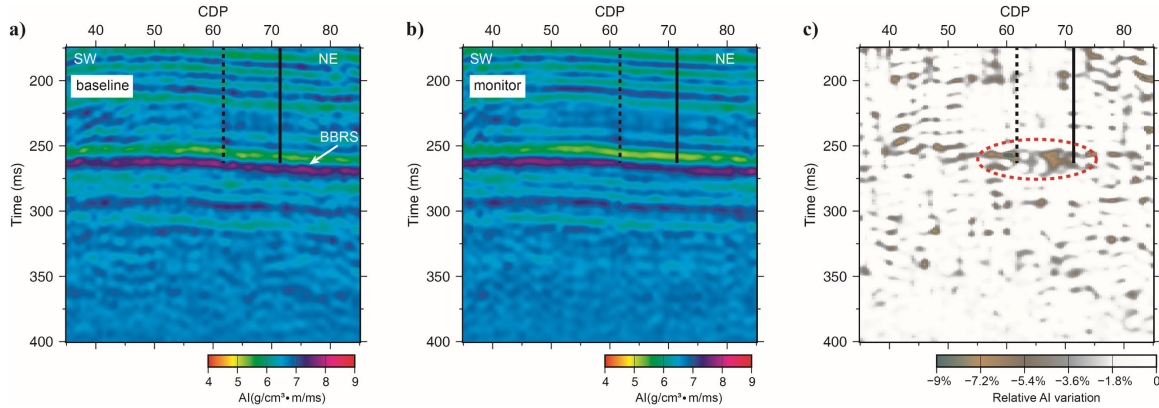 a)
CDP
40 50 60 70 80
SW
NE
baseline
BBRS
Time (ms)
200
250
300
350
400
4 5 6 7 8 9
AI(g/cm³•m/ms)
b)
CDP
40 50 60 70 80
SW
NE
monitor
Time (ms)
200
250
300
350
400
4 5 6 7 8 9
AI(g/cm³•m/ms)
c)
CDP
40 50 60 70 80
Time (ms)
200
250
300
350
400
-9% -7.2% -5.4% -3.6% -1.8% 0
Relative AI variation